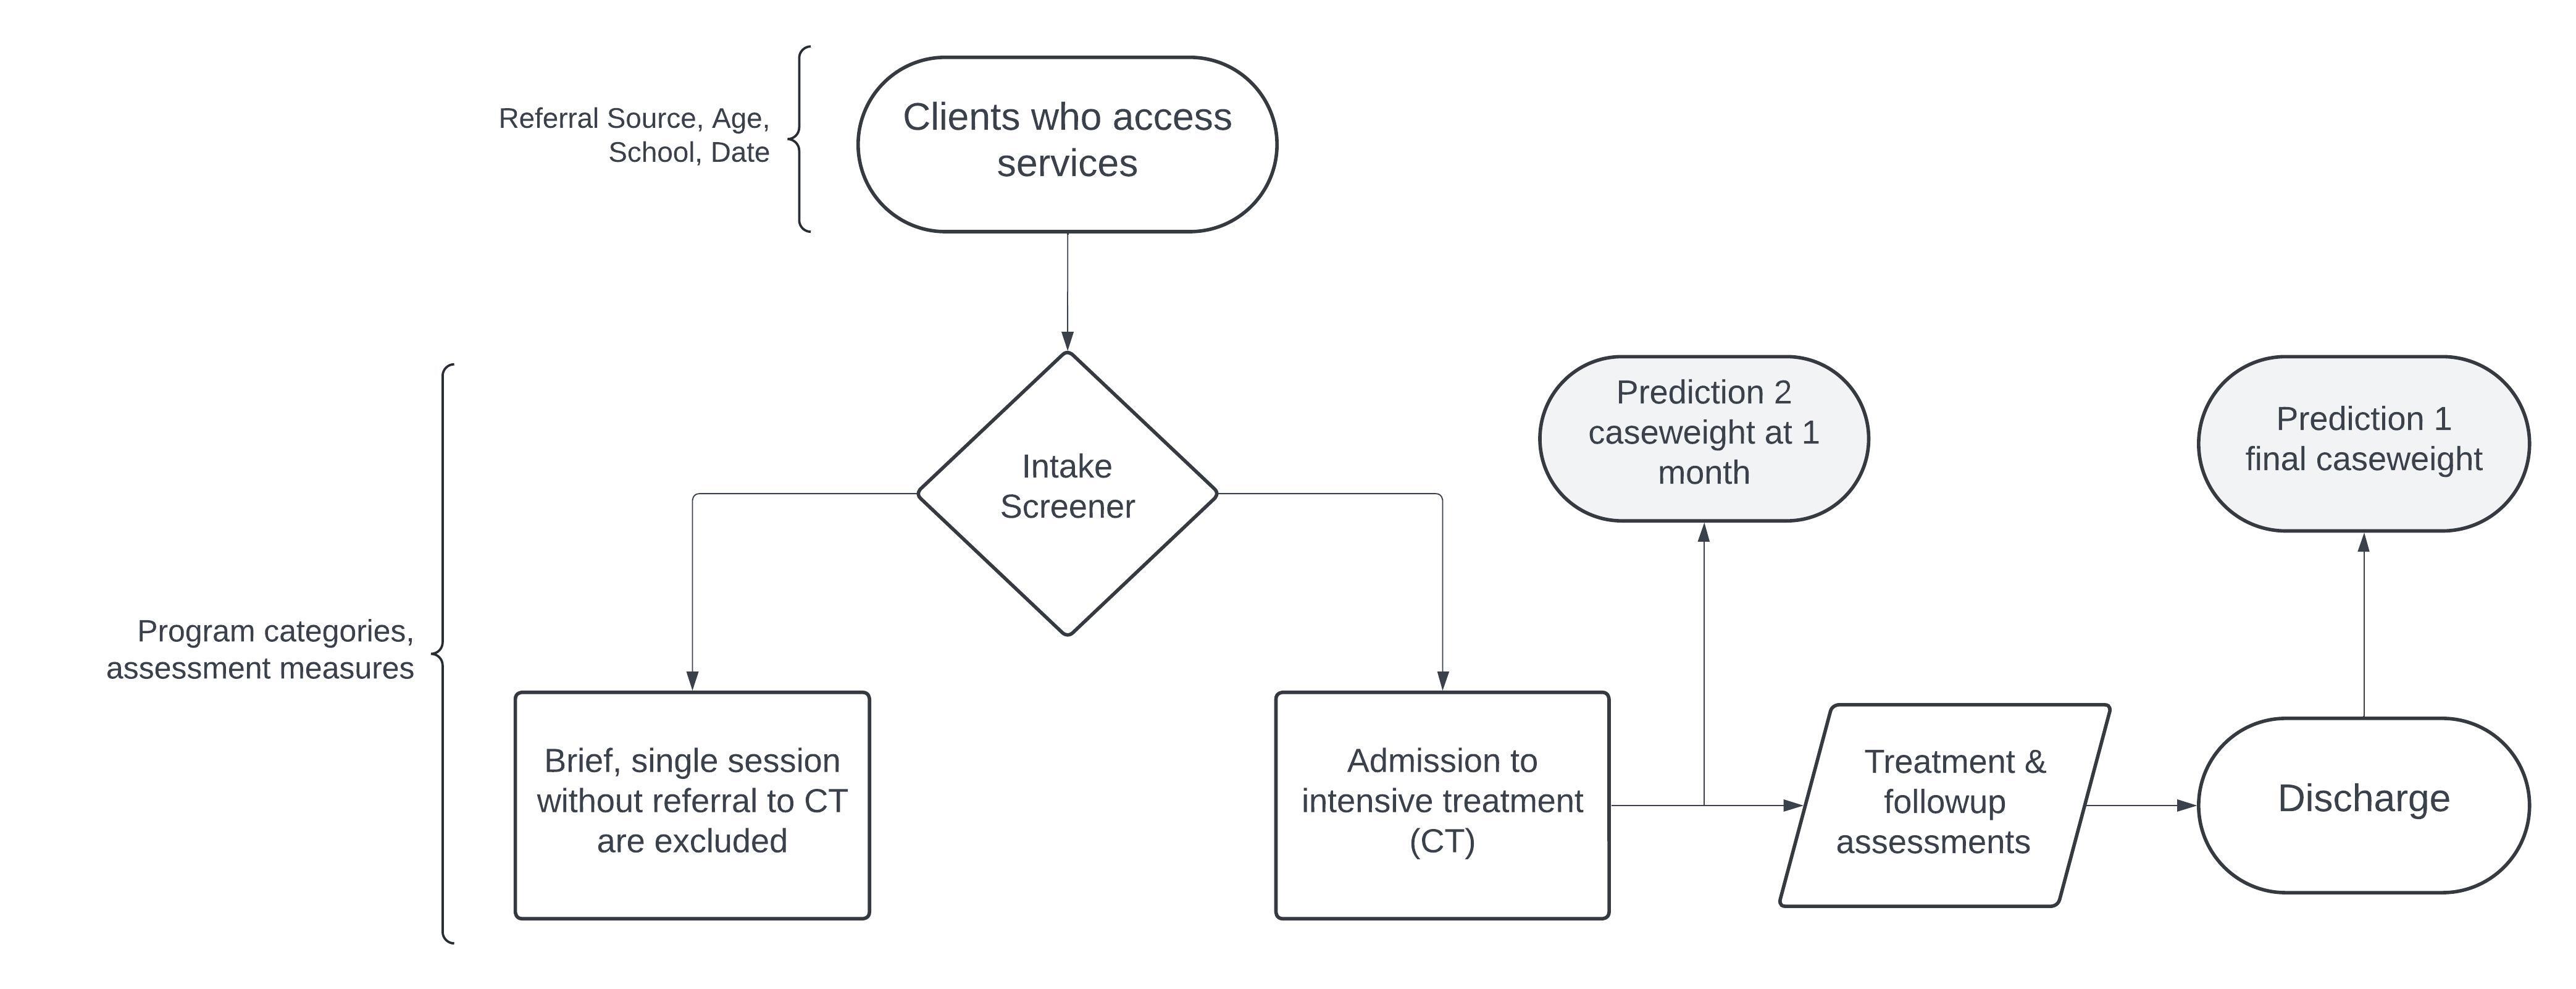 Referral Source, Age,
School, Date
Clients who access
services
Program categories,
assessment measures
Intake
Screener
Prediction 2
caseweight at 1
month
Prediction 1
final caseweight
Brief, single session
without referral to CT
are excluded
Admission to
intensive treatment
(CT)
Treatment &
followup
assessments
Discharge